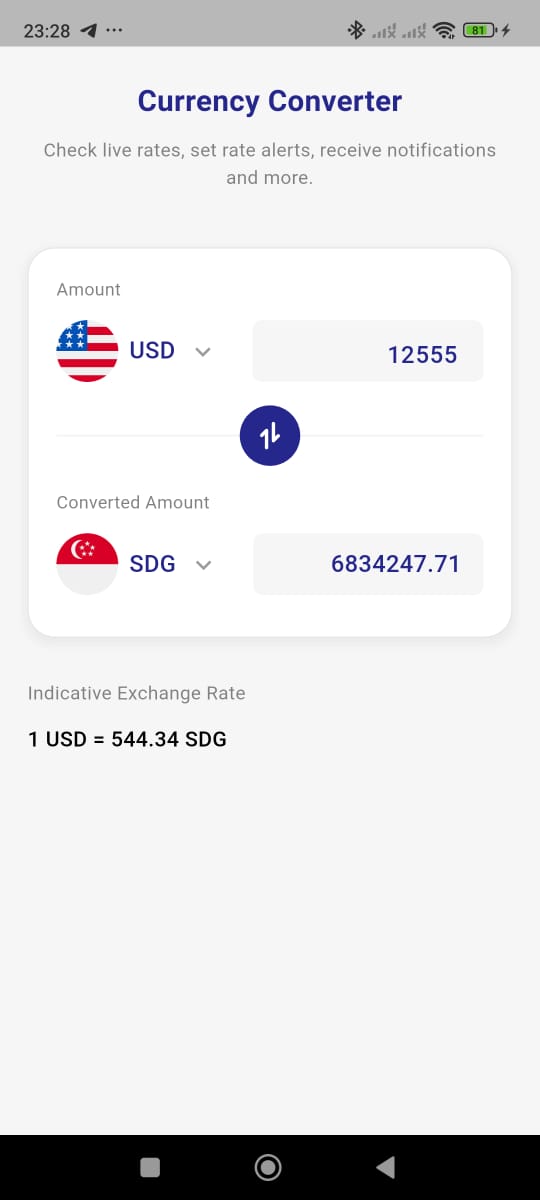 23:28
81
Currency Converter
Check live rates, set rate alerts, receive notifications
and more.
Amount
USD
12555
Converted Amount
SDG
6834247.71
Indicative Exchange Rate
1 USD = 544.34 SDG